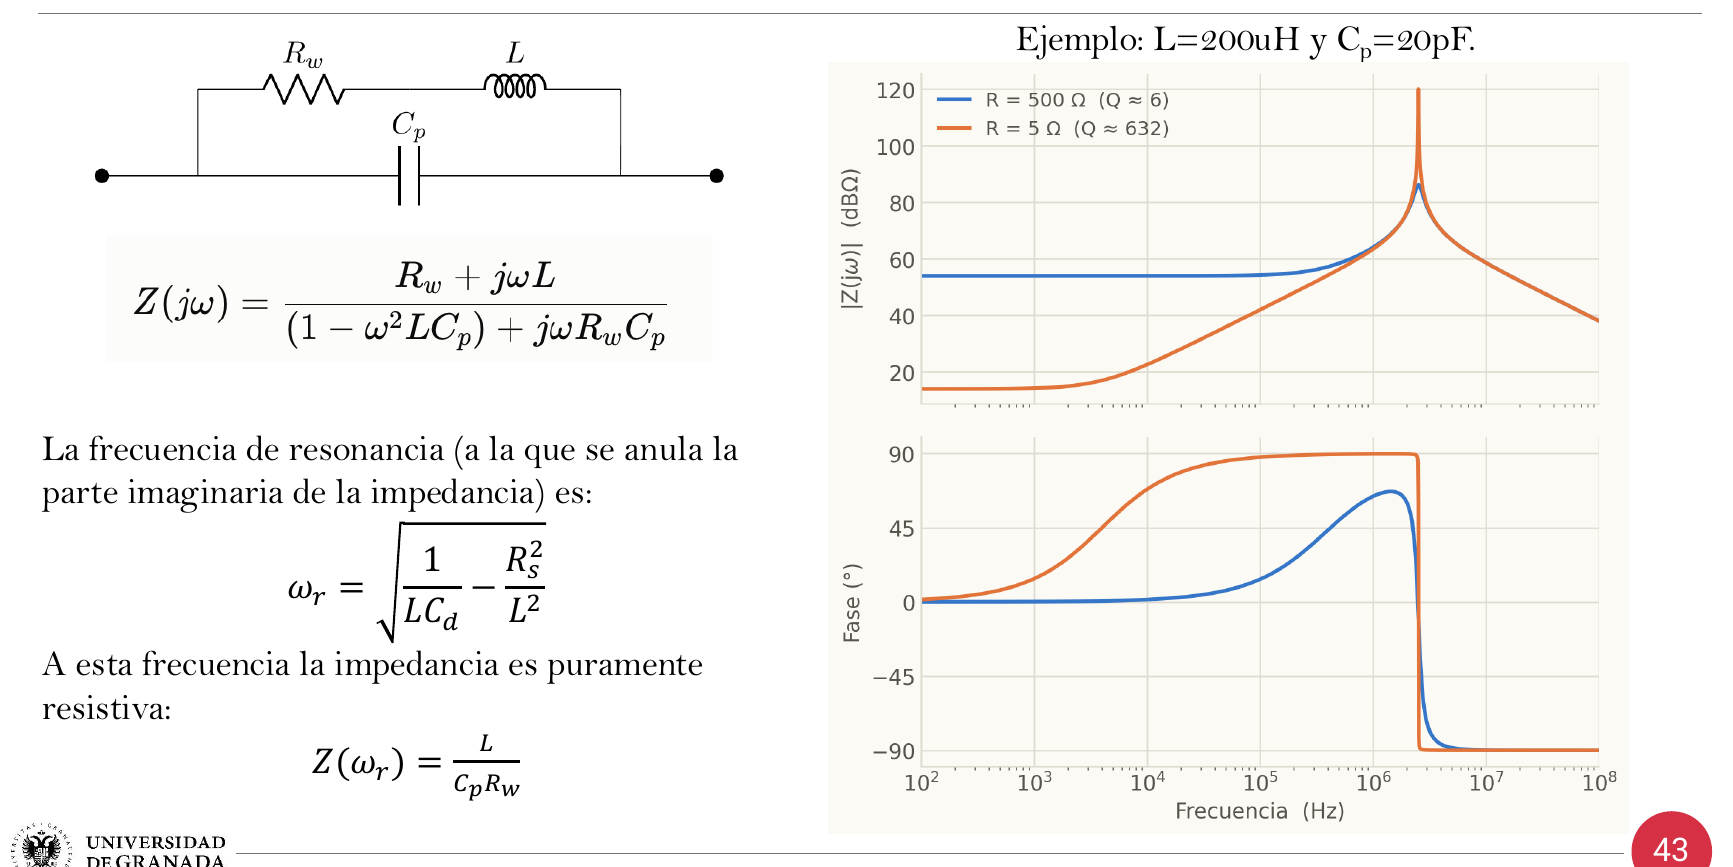 Ejemplo: L=200uH y Cₚ=20pF.
R_w
L
C_p
Z(jω) = (R_w + jωL) / ((1 − ω²LC_p) + jωR_wC_p)
La frecuencia de resonancia (a la que se anula la
parte imaginaria de la impedancia) es:
ω_r = √(1/(LC_d) − R_s²/L²)
A esta frecuencia la impedancia es puramente
resistiva:
Z(ω_r) = L/(C_pR_w)
R = 500 Ω (Q ≈ 6)
R = 5 Ω (Q ≈ 632)
|Z(jω)| (dBΩ)
120
100
80
60
40
20
Fase (°)
90
45
0
−45
−90
10² 10³ 10⁴ 10⁵ 10⁶ 10⁷ 10⁸
Frecuencia (Hz)
UNIVERSIDAD
DE GRANADA
43